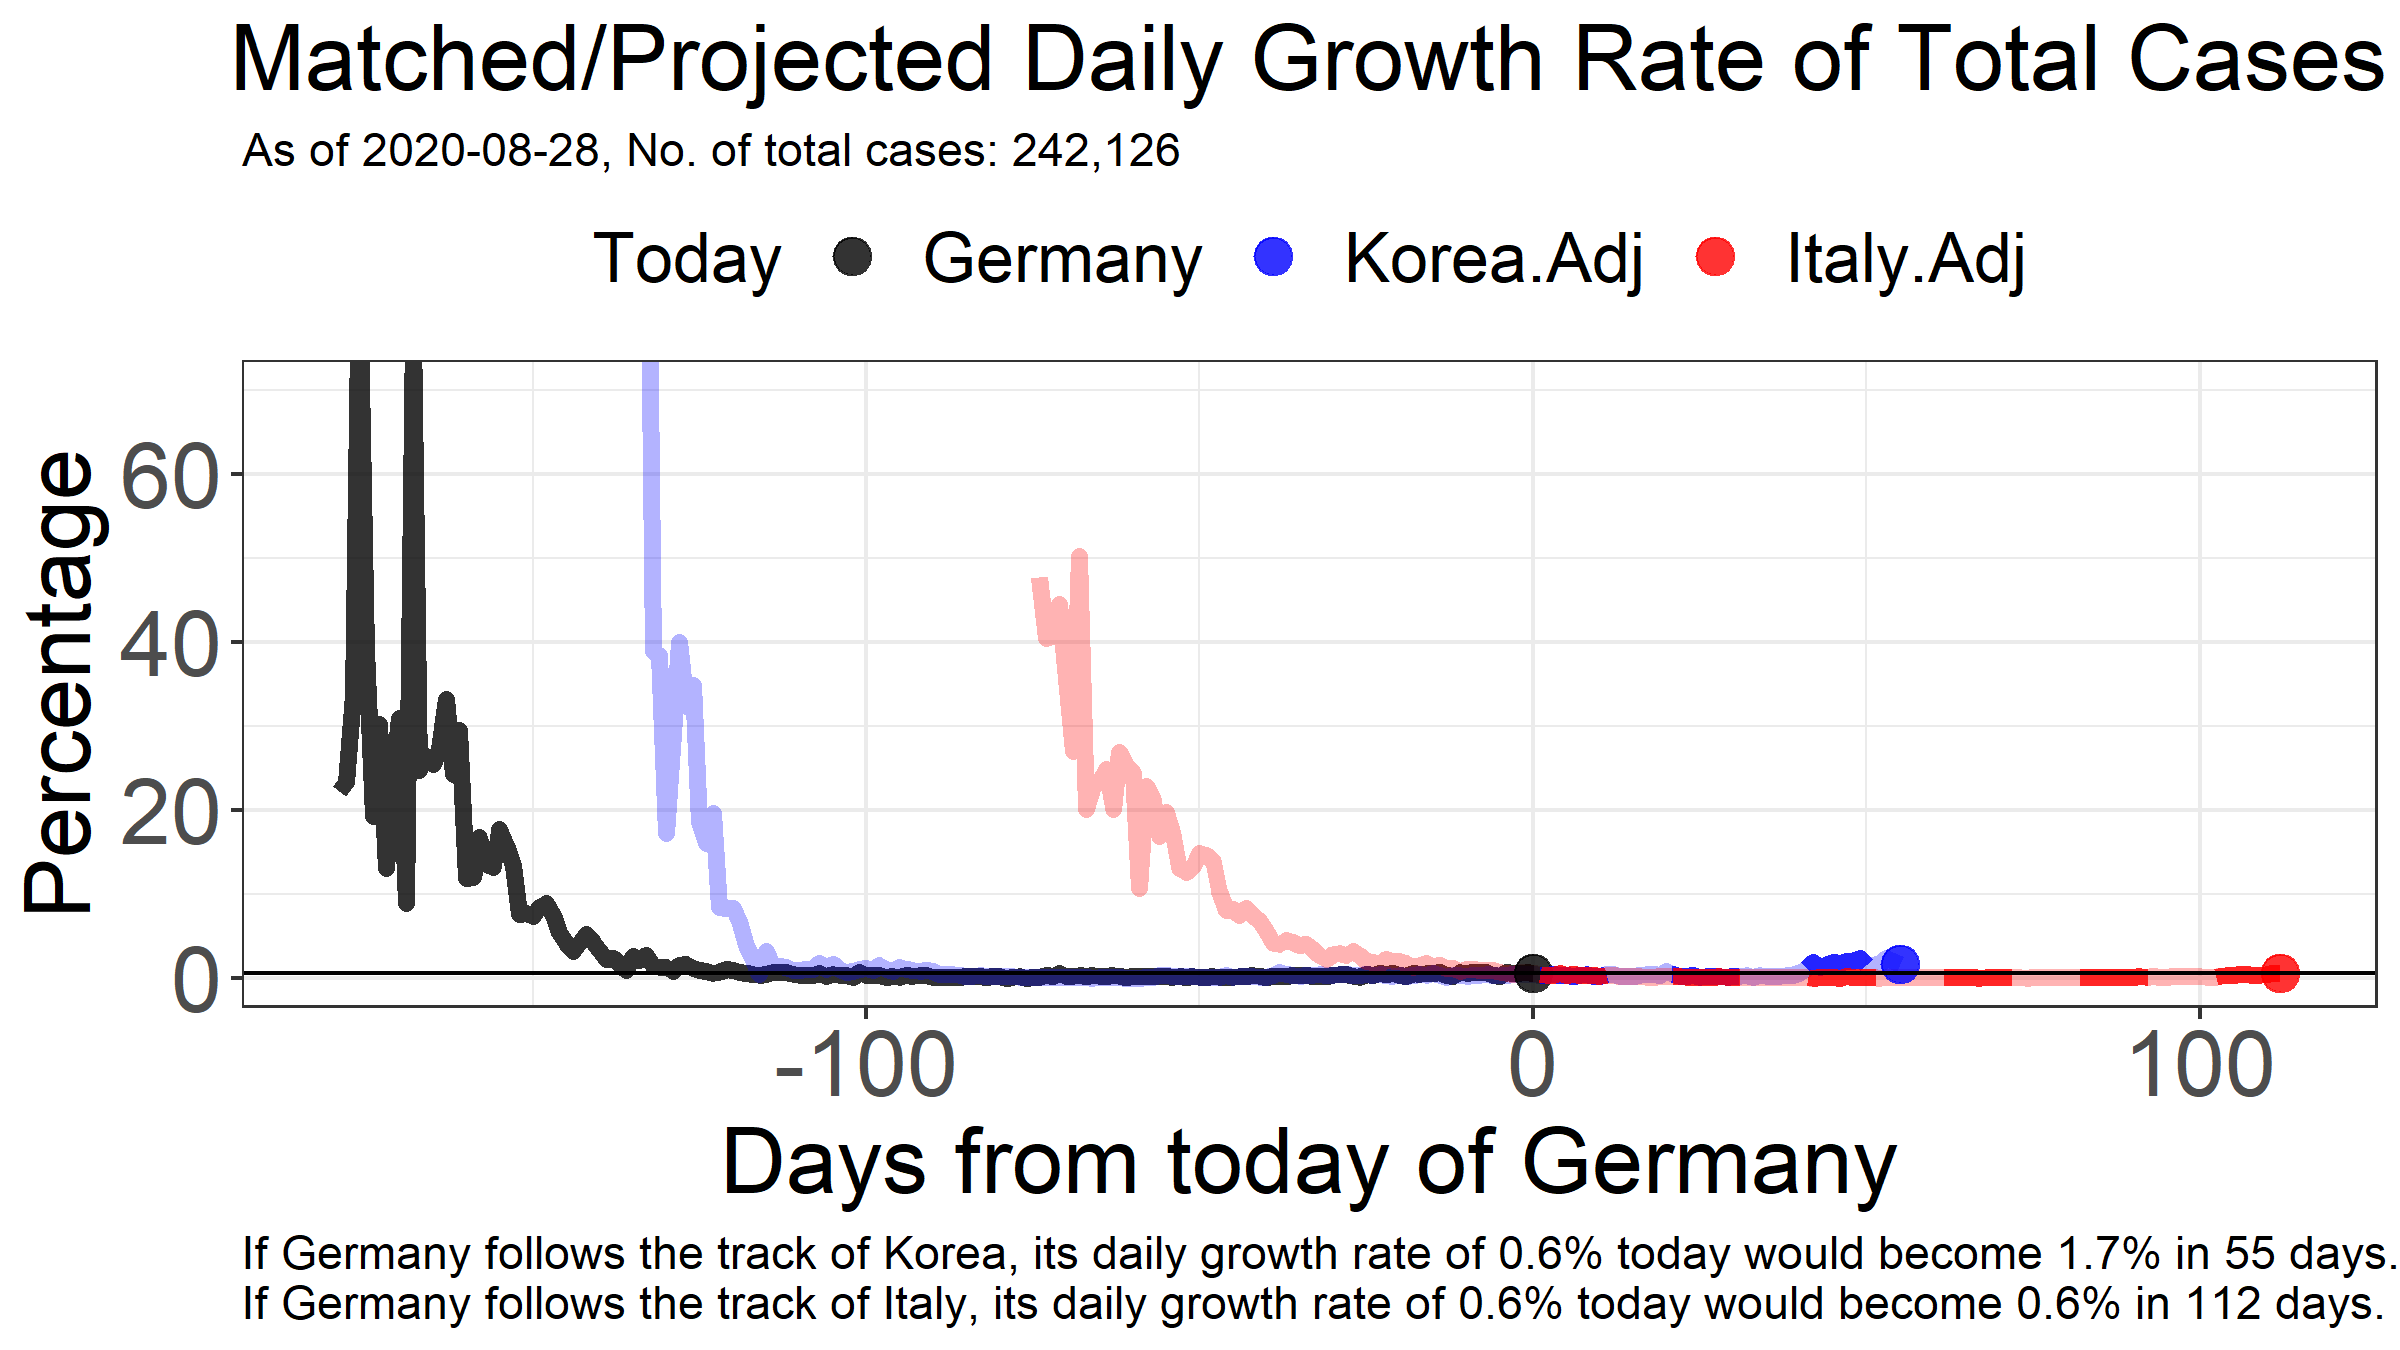 Matched/Projected Daily Growth Rate of Total Cases
As of 2020-08-28, No. of total cases: 242,126
Today Germany Korea.Adj Italy.Adj
Percentage
60
40
20
0
-100 0 100
Days from today of Germany
If Germany follows the track of Korea, its daily growth rate of 0.6% today would become 1.7% in 55 days.
If Germany follows the track of Italy, its daily growth rate of 0.6% today would become 0.6% in 112 days.